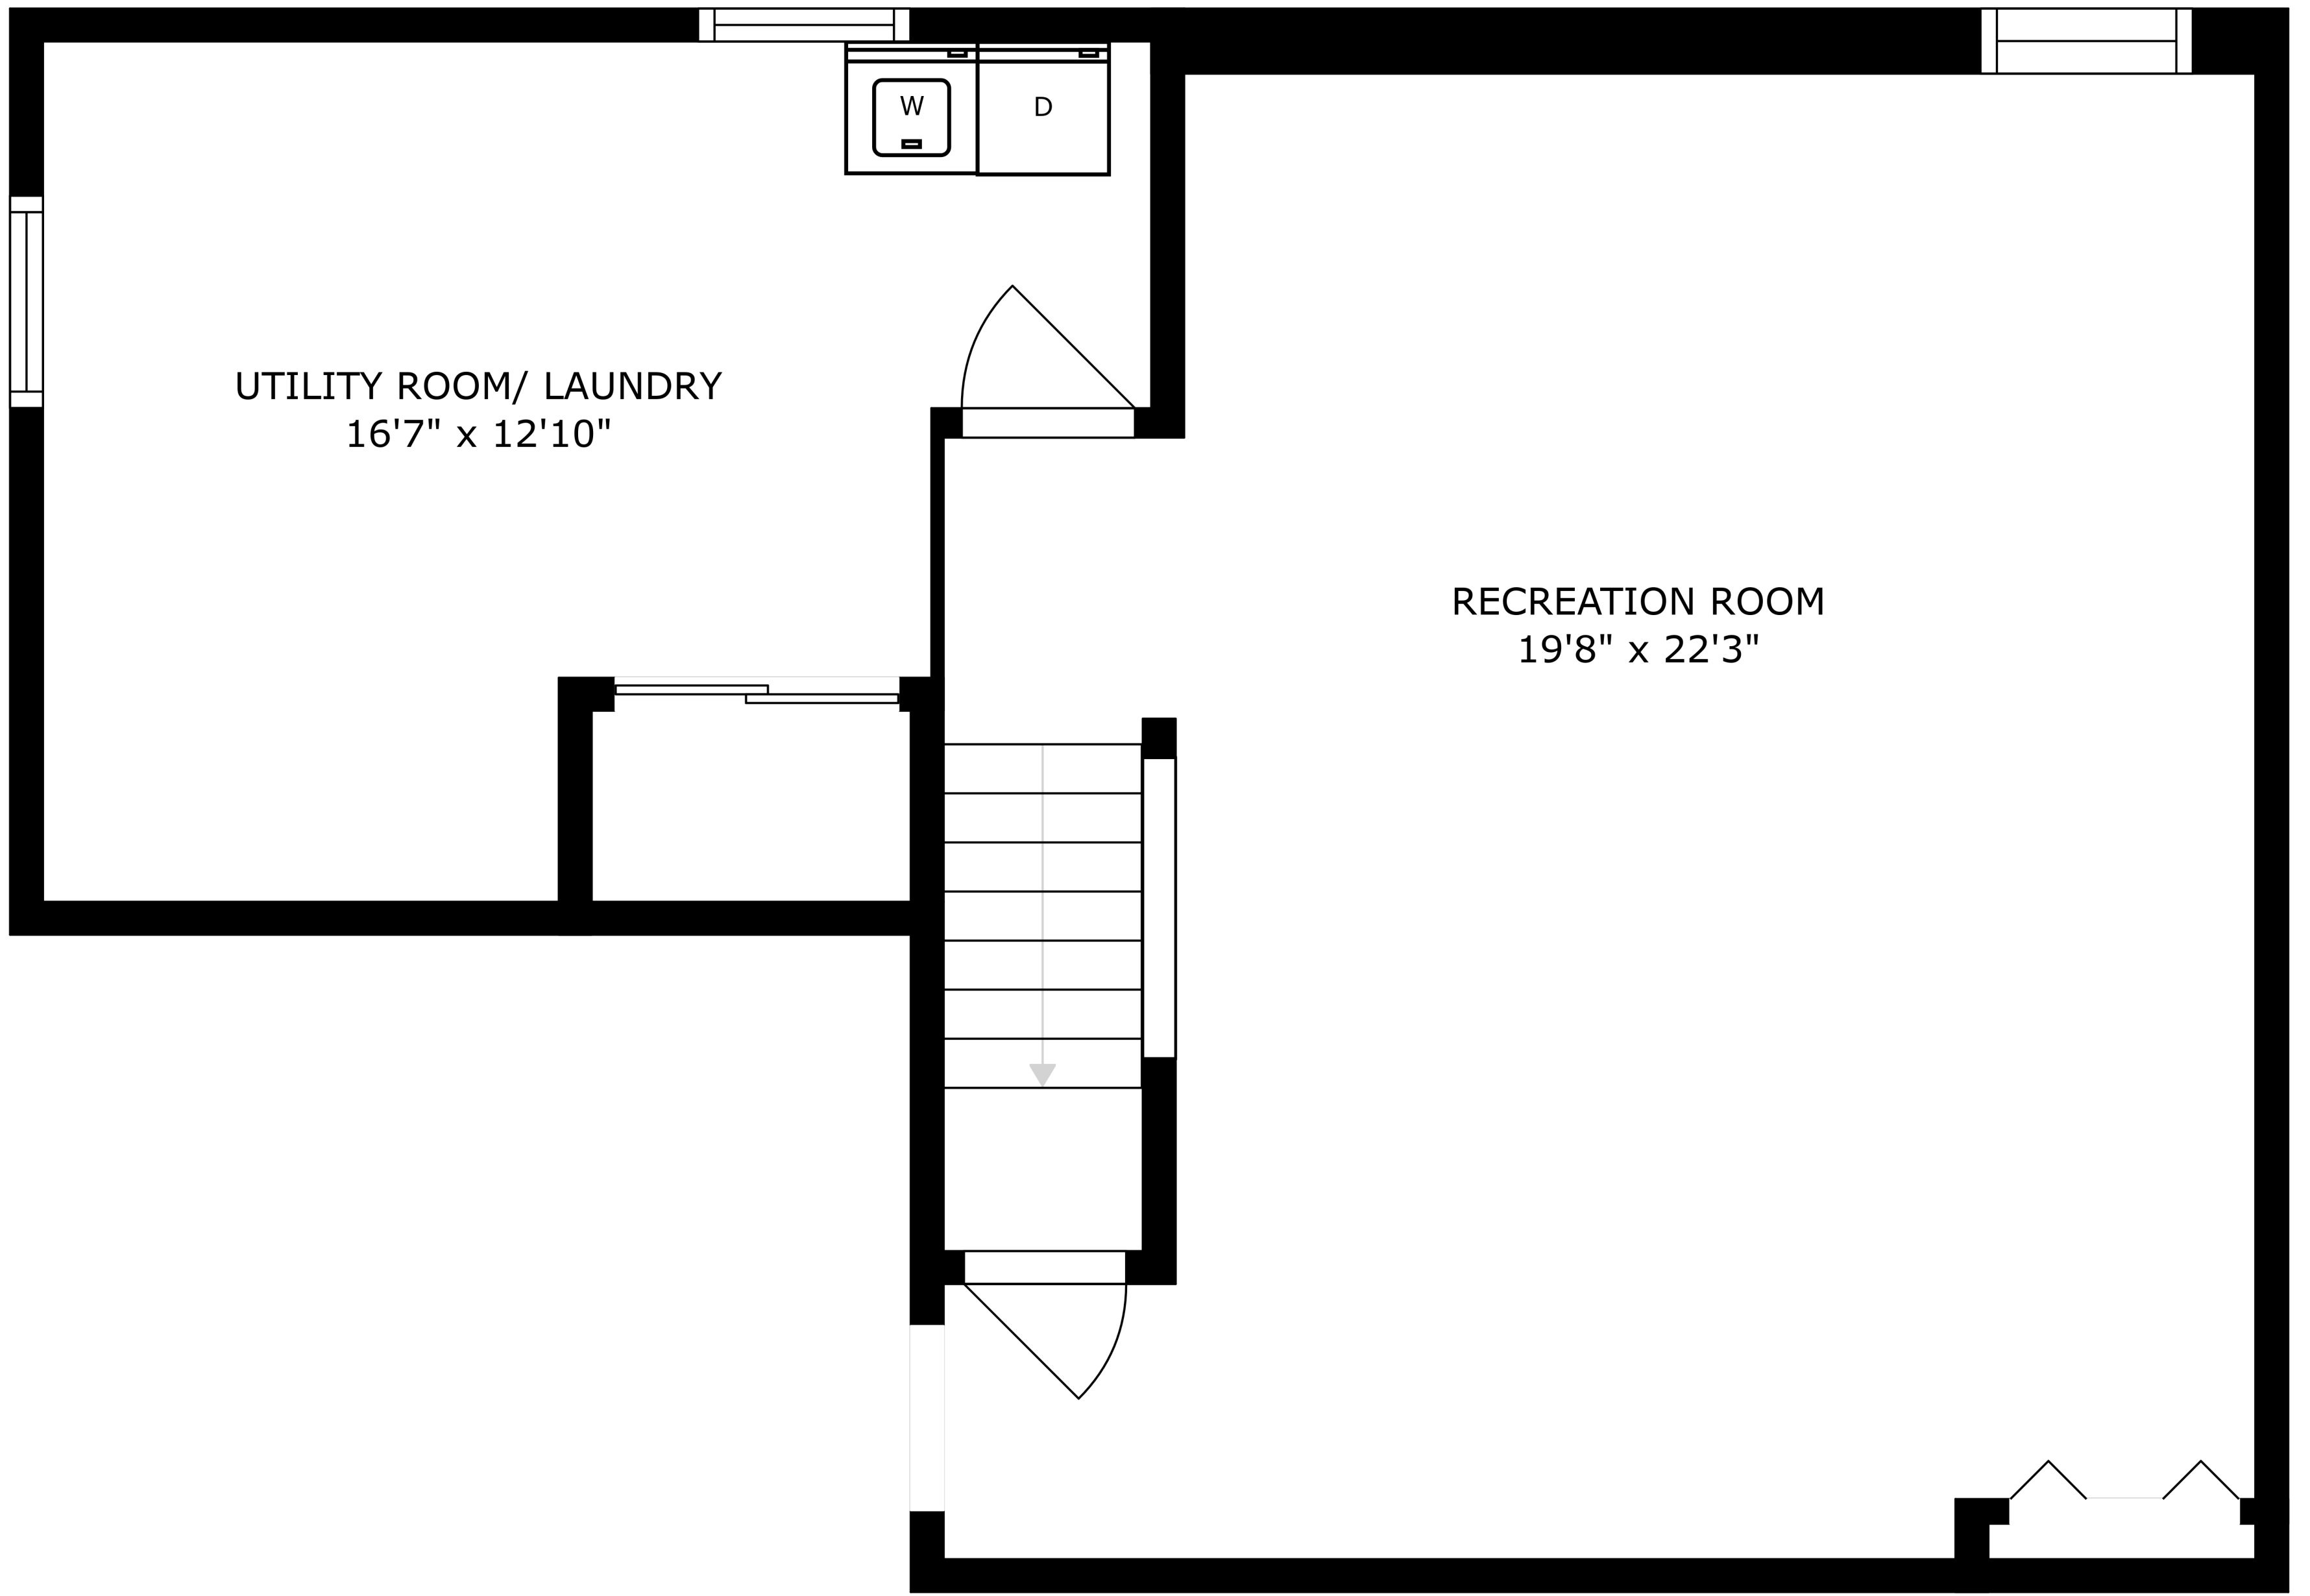 W
D
UTILITY ROOM/ LAUNDRY
16'7" x 12'10"
RECREATION ROOM
19'8" x 22'3"